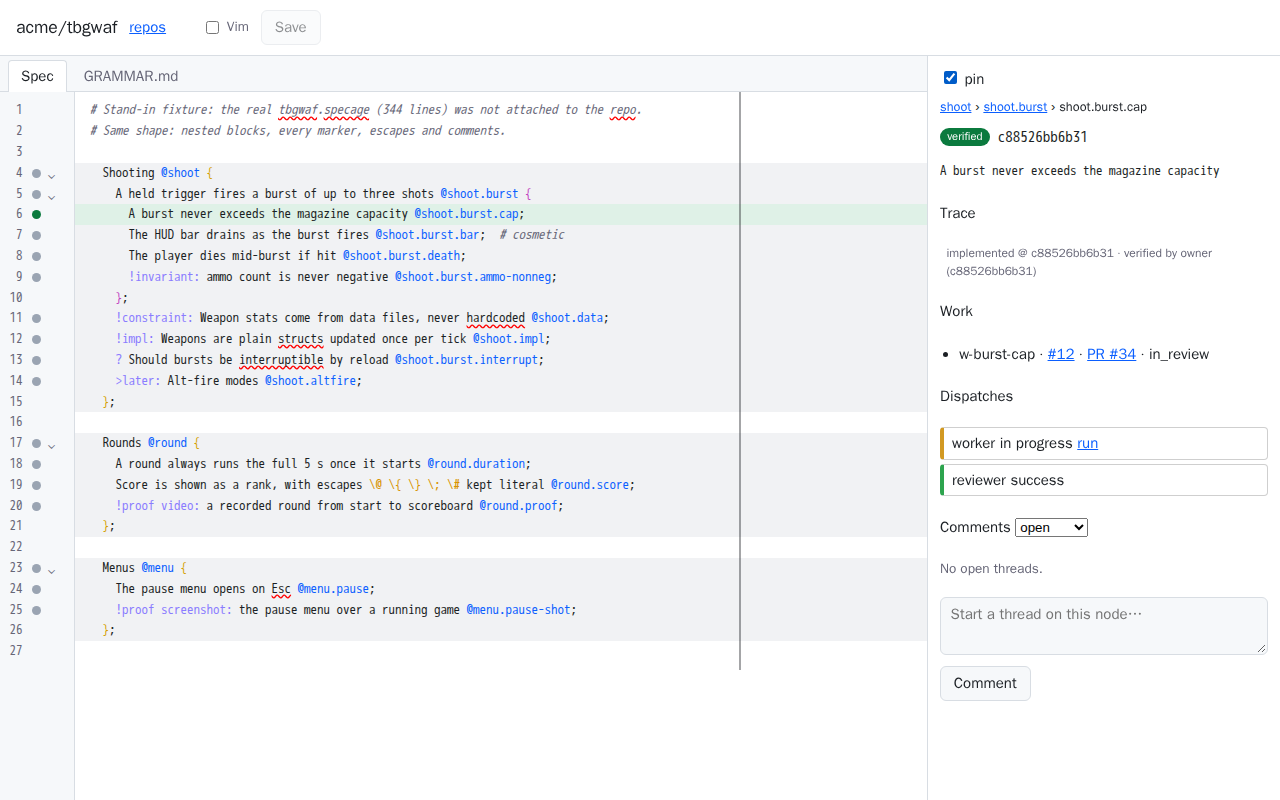 acme/tbgwaf repos Vim Save
Spec GRAMMAR.md
1 # Stand-in fixture: the real tbgwaf.specage (344 lines) was not attached to the repo.
2 # Same shape: nested blocks, every marker, escapes and comments.
3
4 Shooting @shoot {
5 A held trigger fires a burst of up to three shots @shoot.burst {
6 A burst never exceeds the magazine capacity @shoot.burst.cap;
7 The HUD bar drains as the burst fires @shoot.burst.bar; # cosmetic
8 The player dies mid-burst if hit @shoot.burst.death;
9 !invariant: ammo count is never negative @shoot.burst.ammo-nonneg;
10 };
11 !constraint: Weapon stats come from data files, never hardcoded @shoot.data;
12 !impl: Weapons are plain structs updated once per tick @shoot.impl;
13 ? Should bursts be interruptible by reload @shoot.burst.interrupt;
14 >later: Alt-fire modes @shoot.altfire;
15 };
16
17 Rounds @round {
18 A round always runs the full 5 s once it starts @round.duration;
19 Score is shown as a rank, with escapes \@ \{ \} \; \# kept literal @round.score;
20 !proof video: a recorded round from start to scoreboard @round.proof;
21 };
22
23 Menus @menu {
24 The pause menu opens on Esc @menu.pause;
25 !proof screenshot: the pause menu over a running game @menu.pause-shot;
26 };
27
pin
shoot › shoot.burst › shoot.burst.cap
verified c88526bb6b31
A burst never exceeds the magazine capacity
Trace
implemented @ c88526bb6b31 · verified by owner
(c88526bb6b31)
Work
• w-burst-cap · #12 · PR #34 · in_review
Dispatches
worker in progress run
reviewer success
Comments open
No open threads.
Start a thread on this node…
Comment